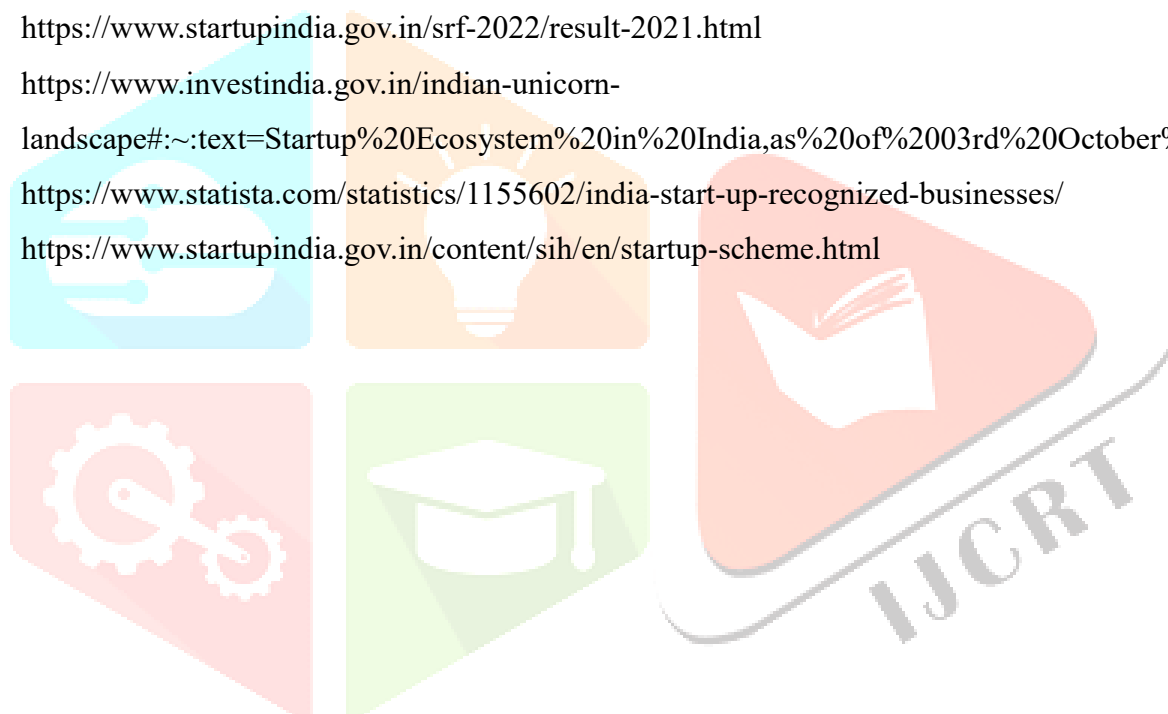 https://www.startupindia.gov.in/srf-2022/result-2021.html
https://www.investindia.gov.in/indian-unicorn-
landscape#:~:text=Startup%20Ecosystem%20in%20India,as%20of%2003rd%20October%
https://www.statista.com/statistics/1155602/india-start-up-recognized-businesses/
https://www.startupindia.gov.in/content/sih/en/startup-scheme.html
IJCRT